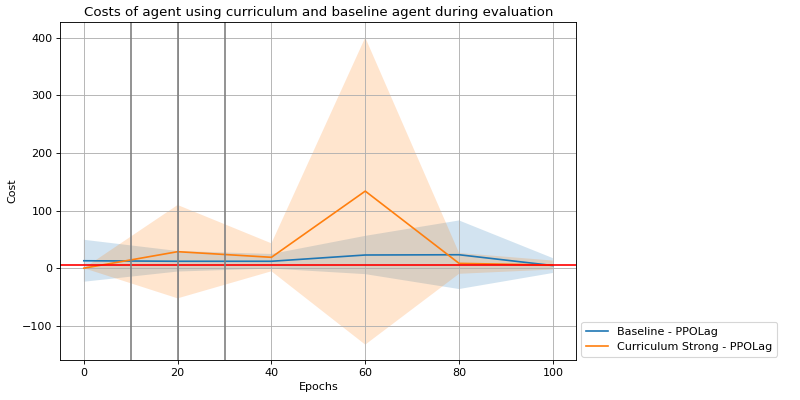 Costs of agent using curriculum and baseline agent during evaluation
400
300
200
100
0
−100
Cost
0 20 40 60 80 100
Epochs
Baseline - PPOLag
Curriculum Strong - PPOLag